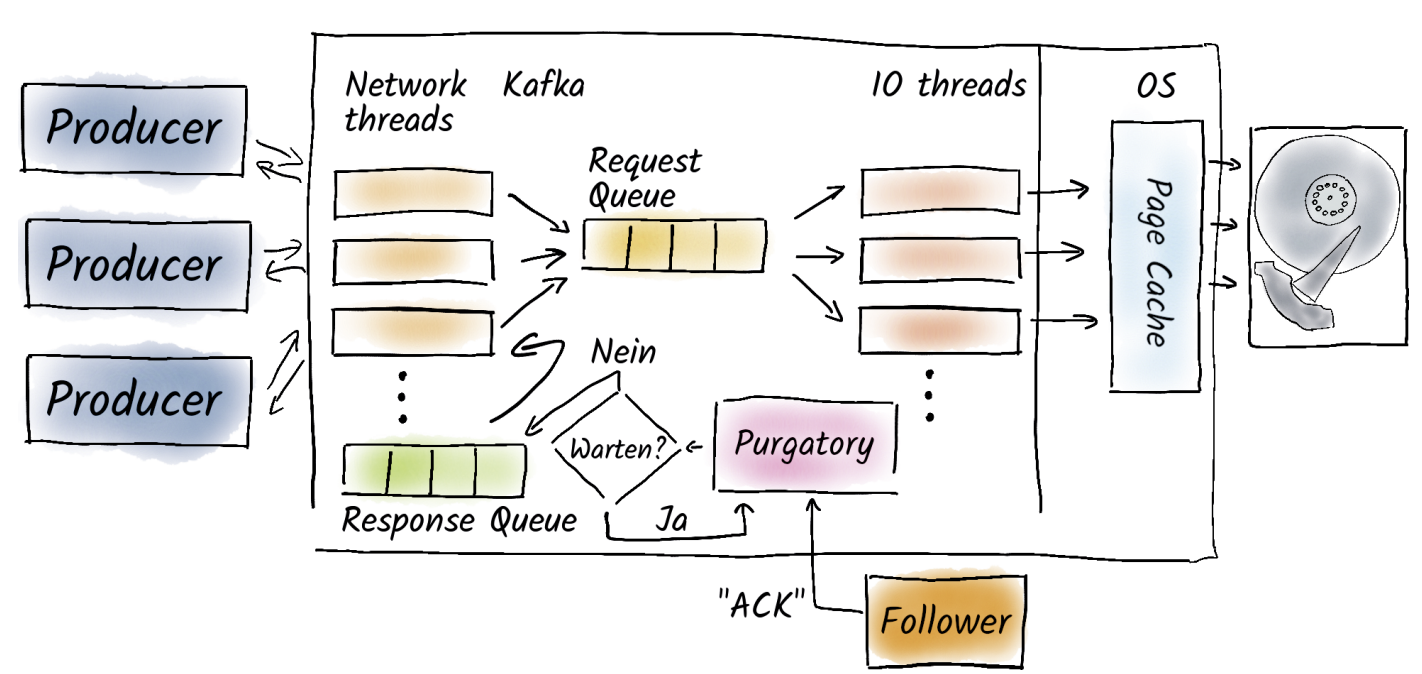 Producer
Producer
Producer
Network
threads
Kafka
Request
Queue
IO threads
OS
Page Cache
Nein
Warten?
Purgatory
Ja
Response Queue
"ACK"
Follower